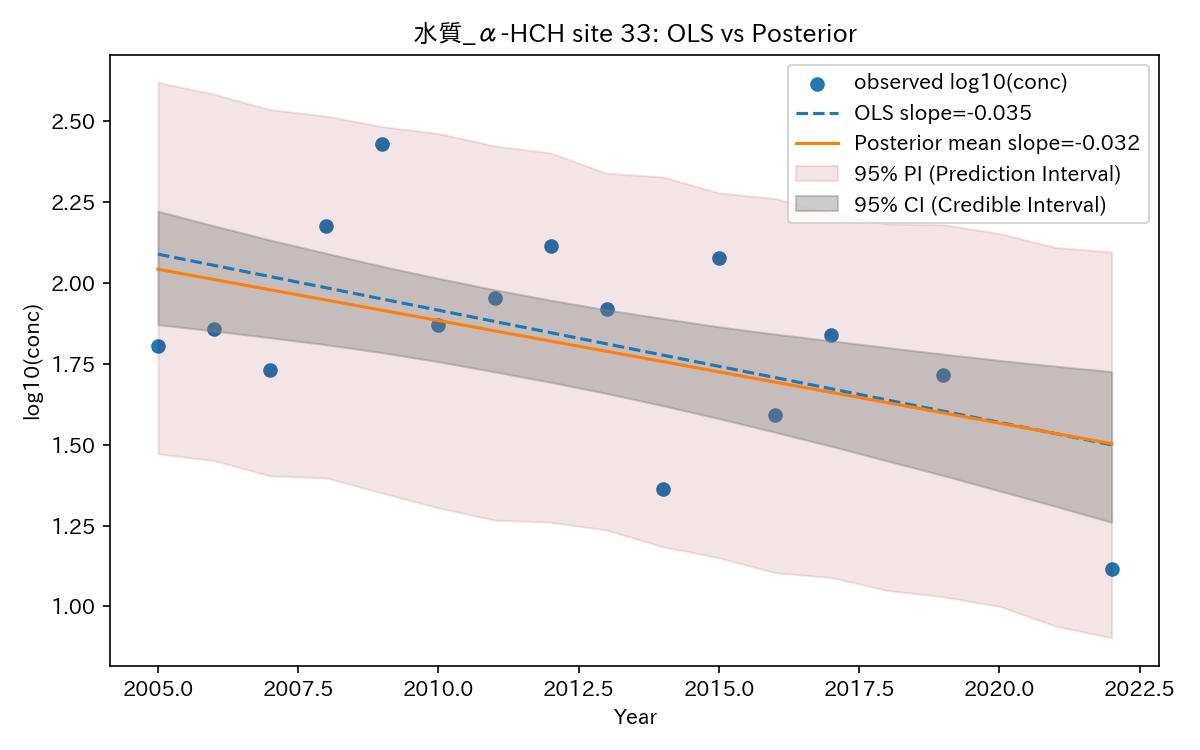 水質_α-HCH site 33: OLS vs Posterior
observed log10(conc)
OLS slope=-0.035
Posterior mean slope=-0.032
95% PI (Prediction Interval)
95% CI (Credible Interval)
log10(conc)
2.50
2.25
2.00
1.75
1.50
1.25
1.00
2005.0 2007.5 2010.0 2012.5 2015.0 2017.5 2020.0 2022.5
Year